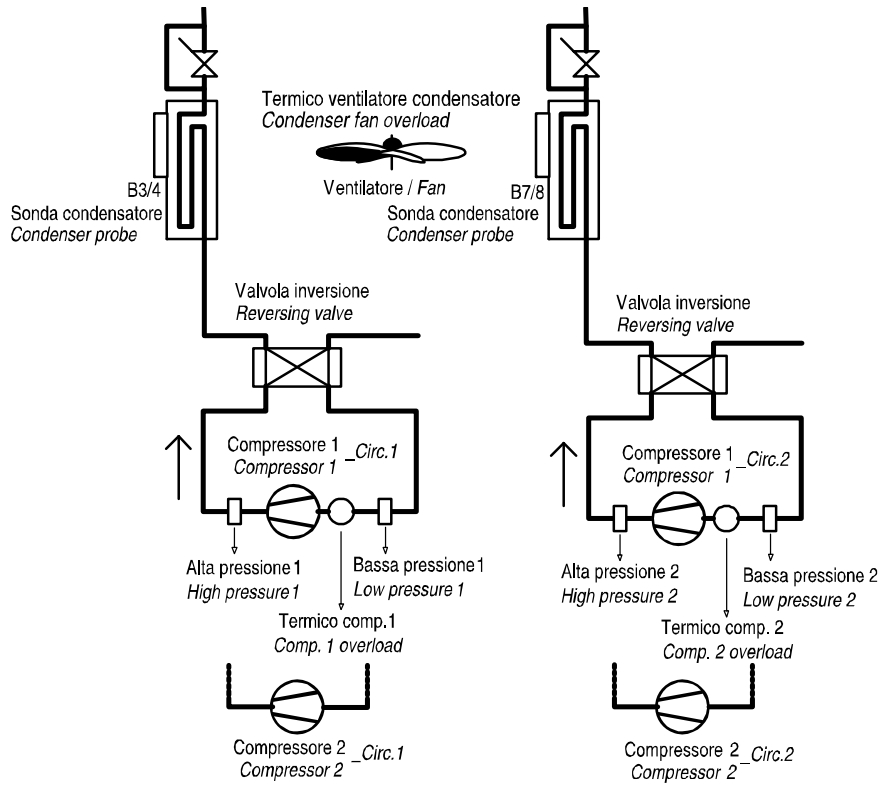 Termico ventilatore condensatore
Condenser fan overload
Ventilatore / Fan
B3/4
Sonda condensatore
Condenser probe
B7/8
Sonda condensatore
Condenser probe
Valvola inversione
Reversing valve
Valvola inversione
Reversing valve
Compressore 1 _Circ.1
Compressor 1
Compressore 1 _Circ.2
Compressor 1
Alta pressione 1
High pressure 1
Bassa pressione 1
Low pressure 1
Alta pressione 2
High pressure 2
Bassa pressione 2
Low pressure 2
Termico comp.1
Comp. 1 overload
Termico comp. 2
Comp. 2 overload
Compressore 2 _Circ.1
Compressor 2
Compressore 2 _Circ.2
Compressor 2